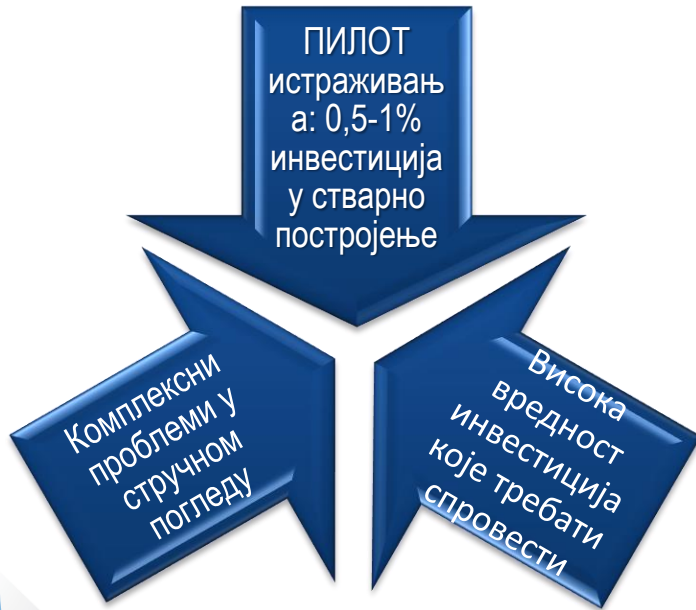 ПИЛОТ
истраживањ
а: 0,5-1%
инвестиција
у стварно
постројење
Комплексни
проблеми у
стручном
погледу
Висока
вредност
инвестиција
које требати
спровести